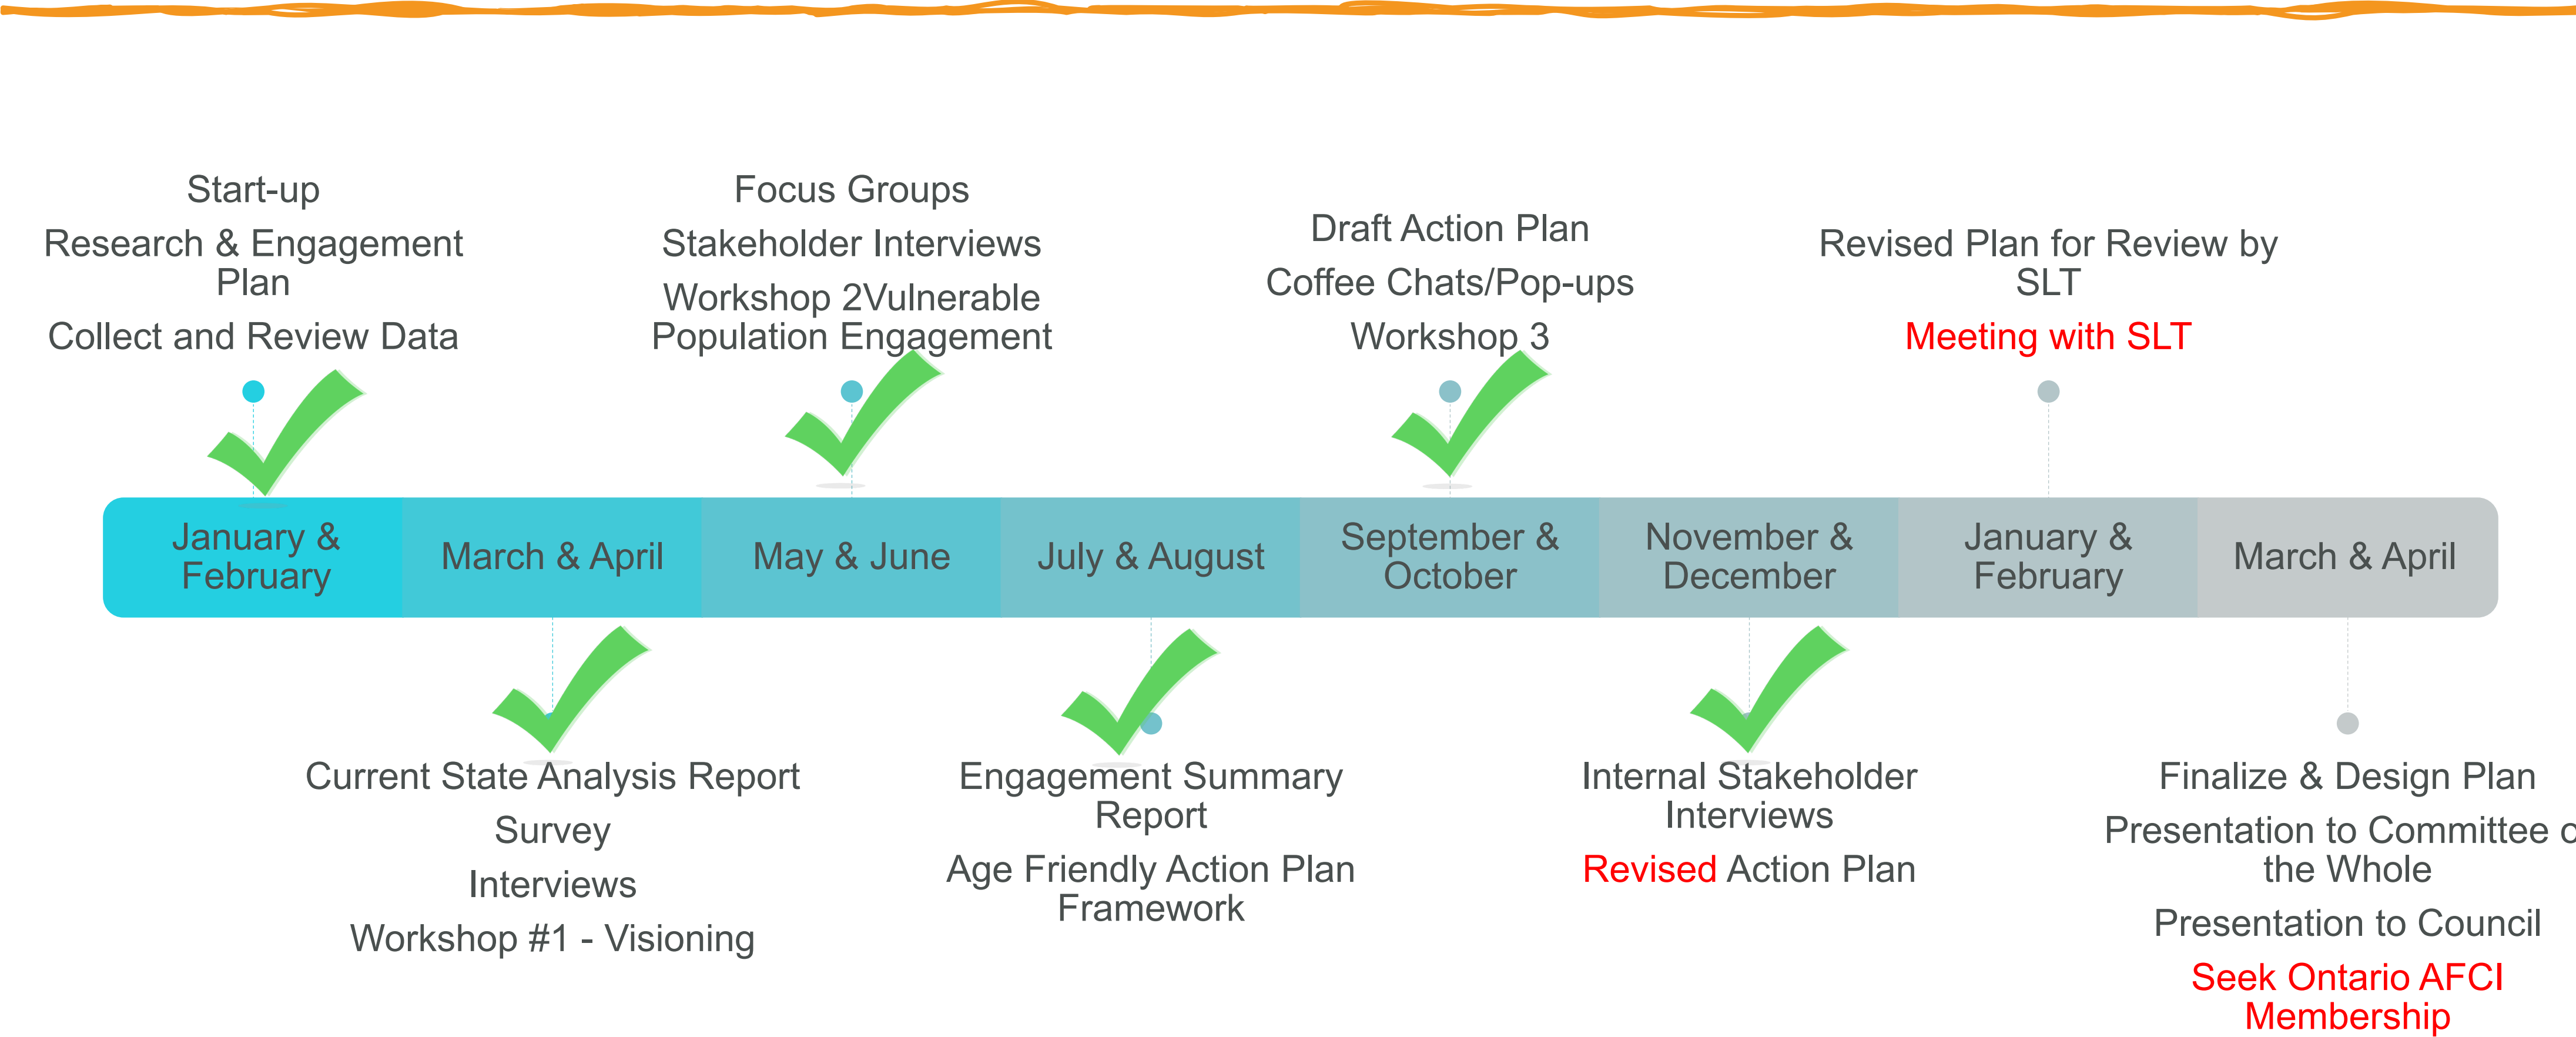 Start-up
Research & Engagement
Plan
Collect and Review Data
Focus Groups
Stakeholder Interviews
Workshop 2Vulnerable
Population Engagement
Draft Action Plan
Coffee Chats/Pop-ups
Workshop 3
Revised Plan for Review by
SLT
Meeting with SLT
January &
February
March & April
May & June
July & August
September &
October
November &
December
January &
February
March & April
Current State Analysis Report
Survey
Interviews
Workshop #1 - Visioning
Engagement Summary
Report
Age Friendly Action Plan
Framework
Internal Stakeholder
Interviews
Revised Action Plan
Finalize & Design Plan
Presentation to Committee
the Whole
Presentation to Council
Seek Ontario AFCI
Membership